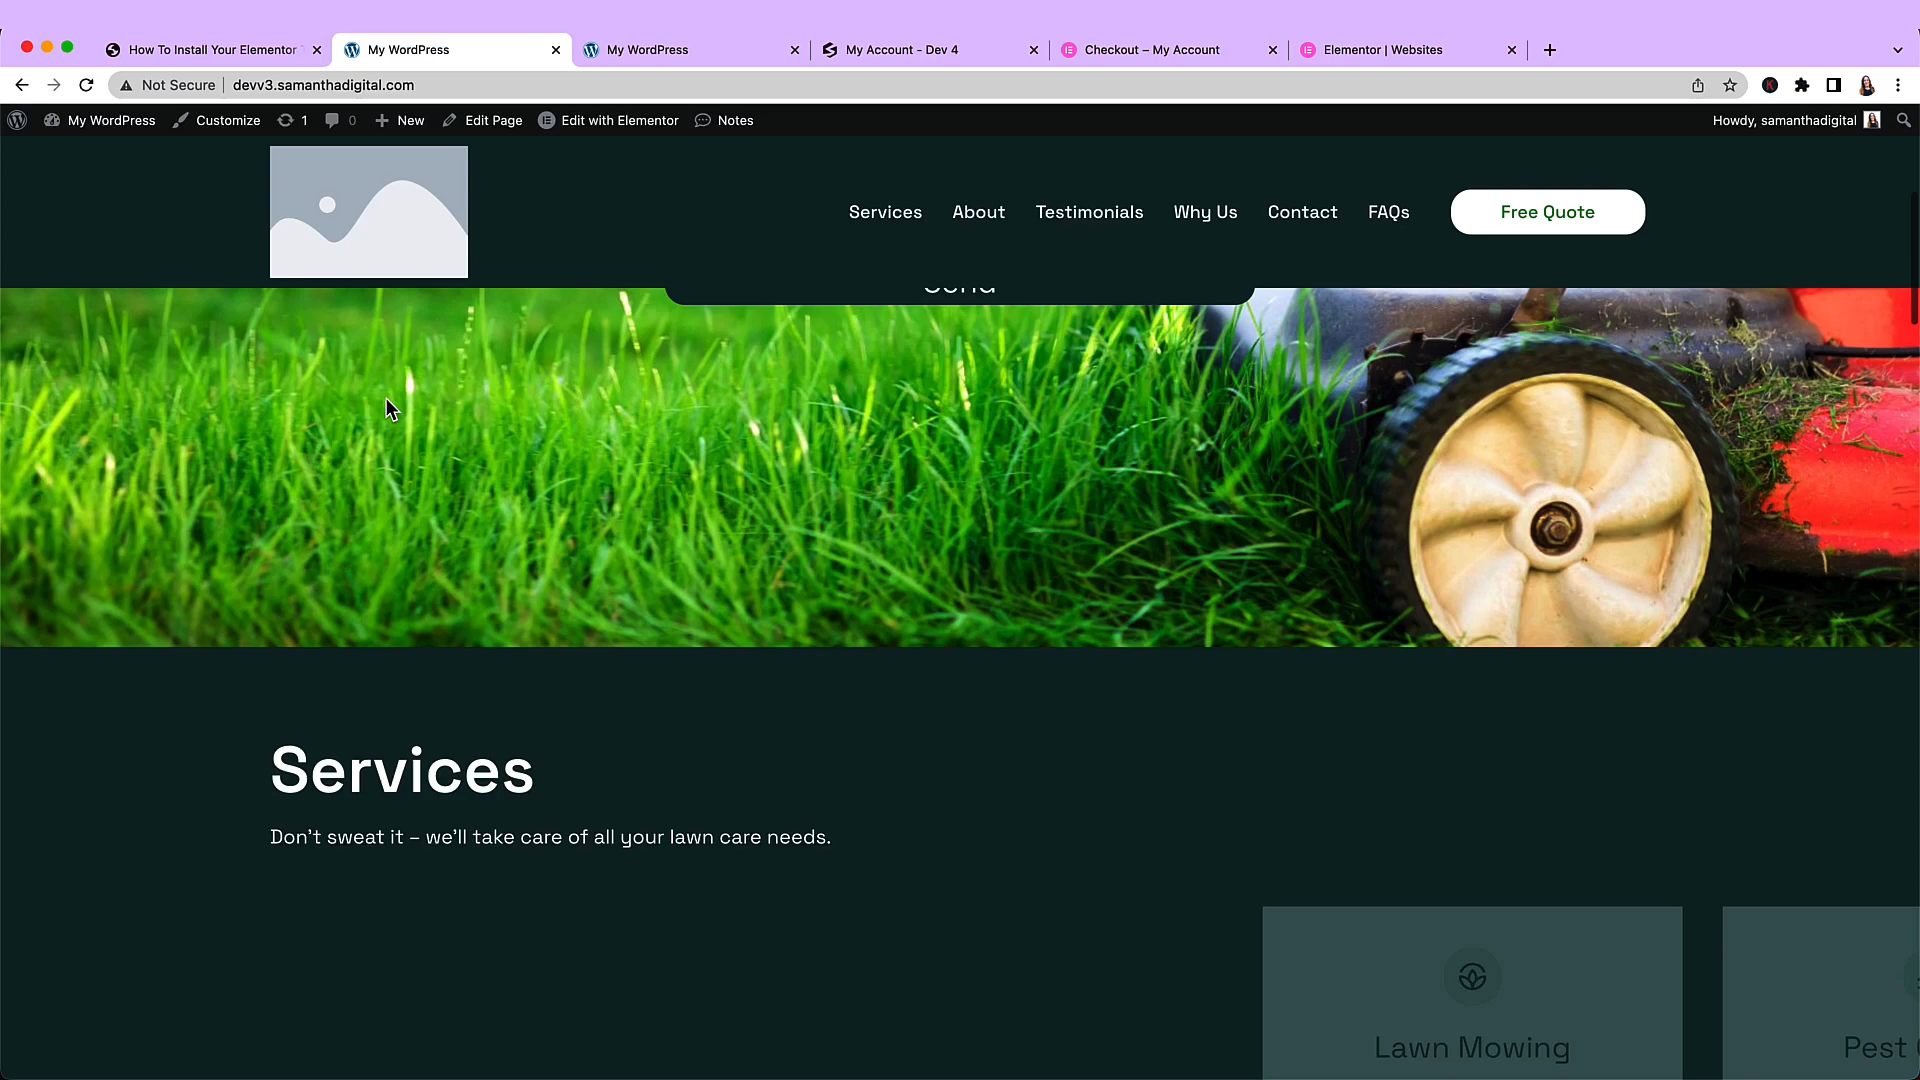 How To Install Your Elementor
My WordPress
My WordPress
My Account - Dev 4
Checkout – My Account
Elementor | Websites
Not Secure
devv3.samanthadigital.com
My WordPress
Customize
1
0
New
Edit Page
Edit with Elementor
Notes
Howdy, samanthadigital
Services
About
Testimonials
Why Us
Contact
FAQs
Free Quote
Send
Services
Don't sweat it – we'll take care of all your lawn care needs.
Lawn Mowing
Pest